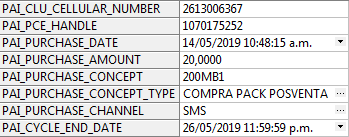 PAI_CLU_CELLULAR_NUMBER 2613006367
PAI_PCE_HANDLE 1070175252
PAI_PURCHASE_DATE 14/05/2019 10:48:15 a.m.
PAI_PURCHASE_AMOUNT 20,0000
PAI_PURCHASE_CONCEPT 200MB1
PAI_PURCHASE_CONCEPT_TYPE COMPRA PACK POSVENTA ...
PAI_PURCHASE_CHANNEL SMS ...
PAI_CYCLE_END_DATE 26/05/2019 11:59:59 p.m.